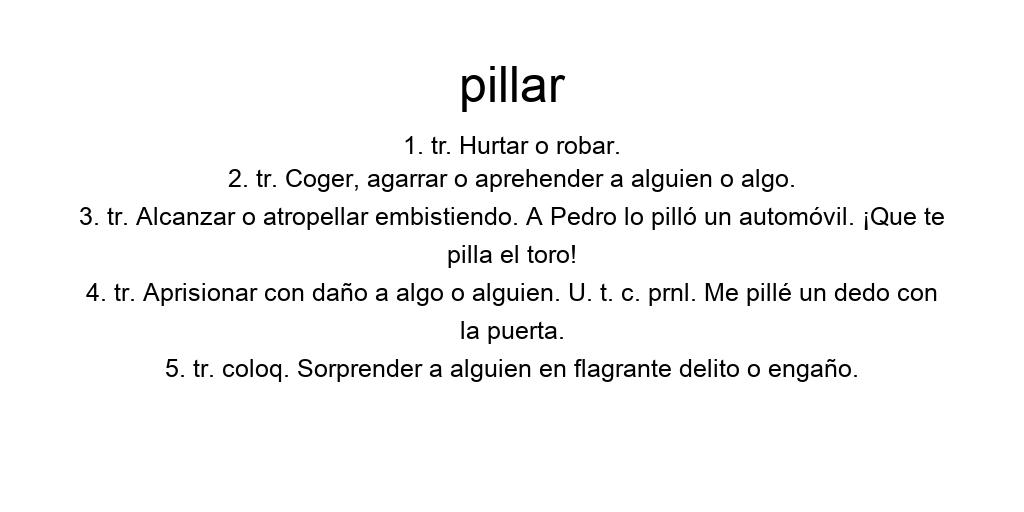 pillar
1. tr. Hurtar o robar.
2. tr. Coger, agarrar o aprehender a alguien o algo.
3. tr. Alcanzar o atropellar embistiendo. A Pedro lo pilló un automóvil. ¡Que te
pilla el toro!
4. tr. Aprisionar con daño a algo o alguien. U. t. c. prnl. Me pillé un dedo con
la puerta.
5. tr. coloq. Sorprender a alguien en flagrante delito o engaño.